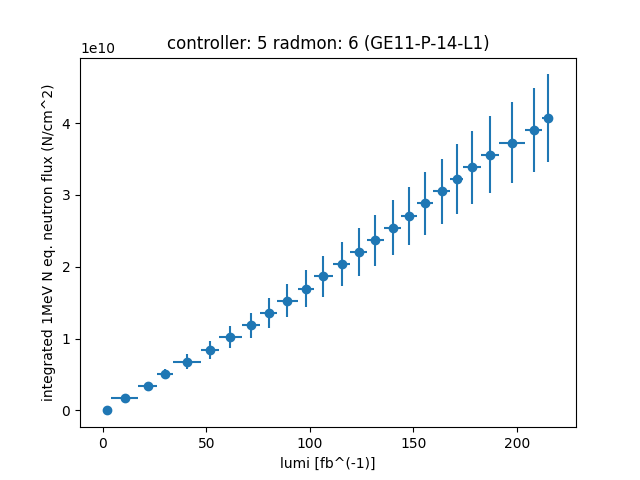 controller: 5 radmon: 6 (GE11-P-14-L1)
1e10
integrated 1MeV N eq. neutron flux (N/cm^2)
4
3
2
1
0
0 50 100 150 200
lumi [fb^(-1)]